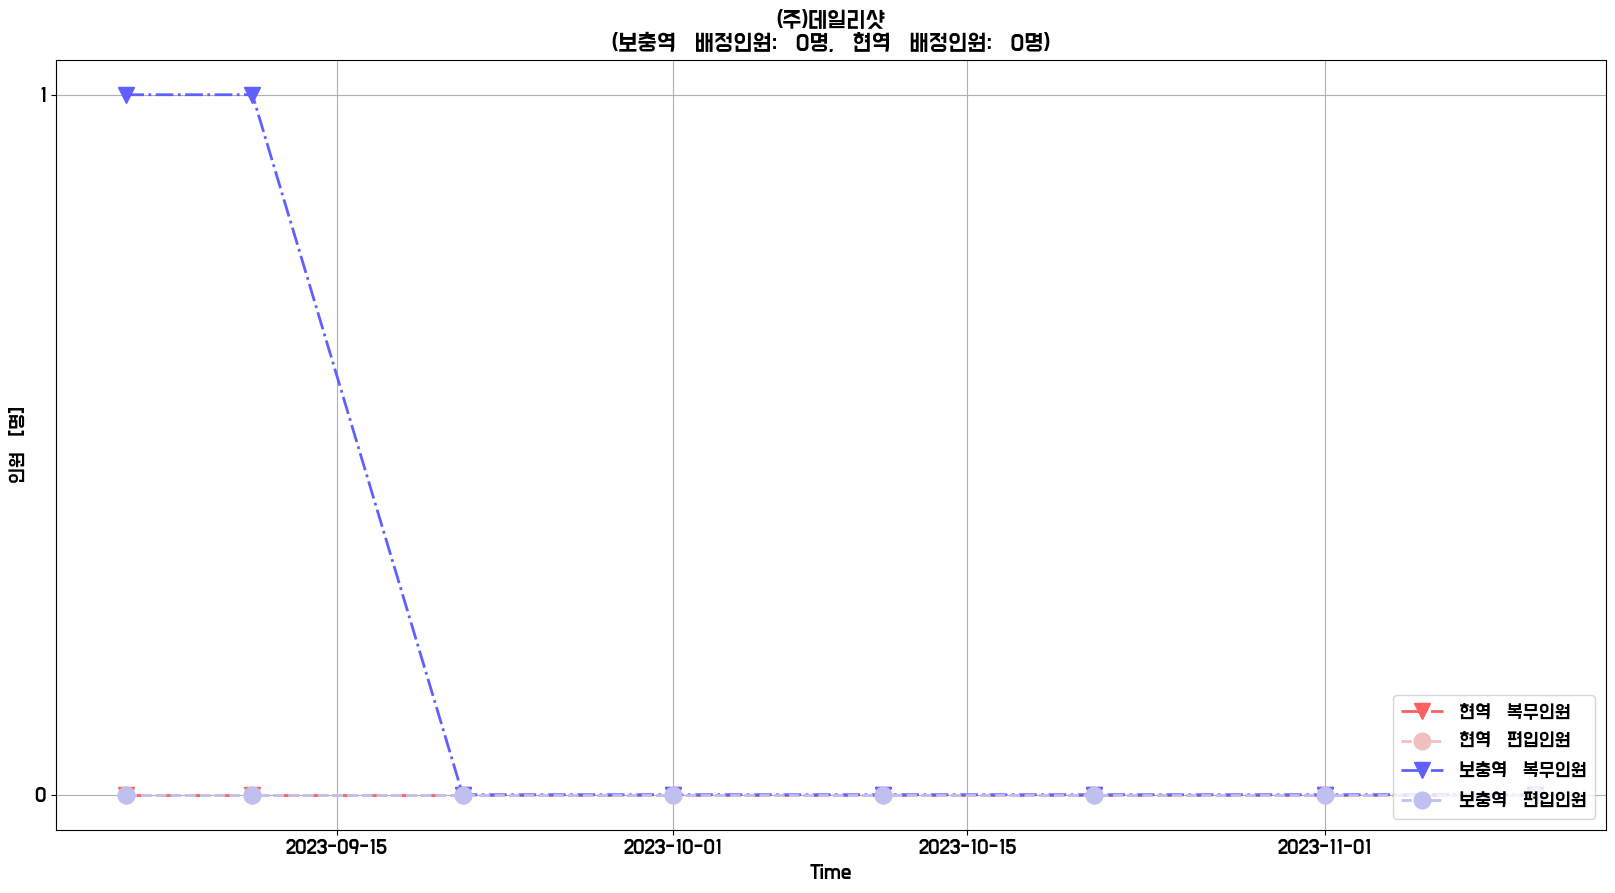 (주)데일리샷
(보충역 배정인원: 0명, 현역 배정인원: 0명)
인원 [명]
1
0
2023-09-15
2023-10-01
2023-10-15
2023-11-01
Time
현역 복무인원
현역 편입인원
보충역 복무인원
보충역 편입인원